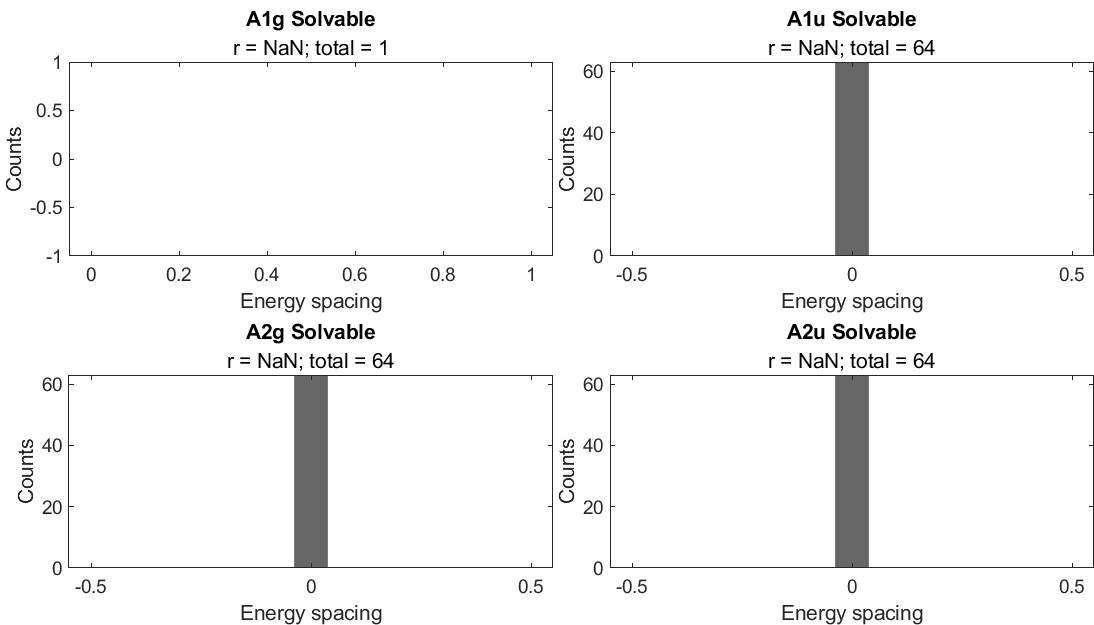 A1g Solvable
r = NaN; total = 1
1
0.5
0
-0.5
-1
Counts
0 0.2 0.4 0.6 0.8 1
Energy spacing
A1u Solvable
r = NaN; total = 64
60
40
20
0
Counts
-0.5 0 0.5
Energy spacing
A2g Solvable
r = NaN; total = 64
60
40
20
0
Counts
-0.5 0 0.5
Energy spacing
A2u Solvable
r = NaN; total = 64
60
40
20
0
Counts
-0.5 0 0.5
Energy spacing